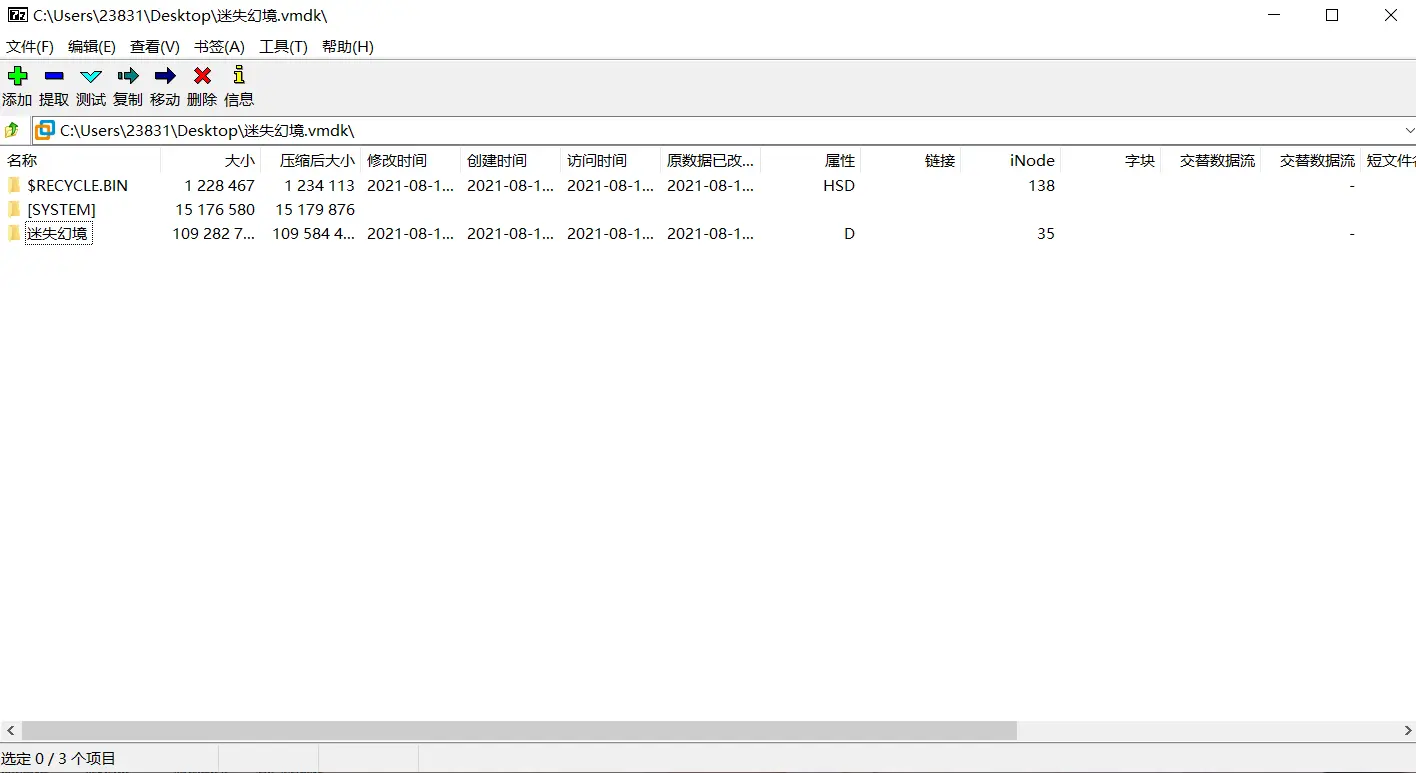 C:\Users\23831\Desktop\迷失幻境.vmdk\
文件(F) 编辑(E) 查看(V) 书签(A) 工具(T) 帮助(H)
添加 提取 测试 复制 移动 删除 信息
C:\Users\23831\Desktop\迷失幻境.vmdk\
名称 大小 压缩后大小 修改时间 创建时间 访问时间 原数据已改... 属性 链接 iNode 字块 交替数据流 交替数据流 短文件名
$RECYCLE.BIN 1 228 467 1 234 113 2021-08-1... 2021-08-1... 2021-08-1... 2021-08-1... HSD 138 -
[SYSTEM] 15 176 580 15 179 876
迷失幻境 109 282 7... 109 584 4... 2021-08-1... 2021-08-1... 2021-08-1... 2021-08-1... D 35 -
选定 0 / 3 个项目